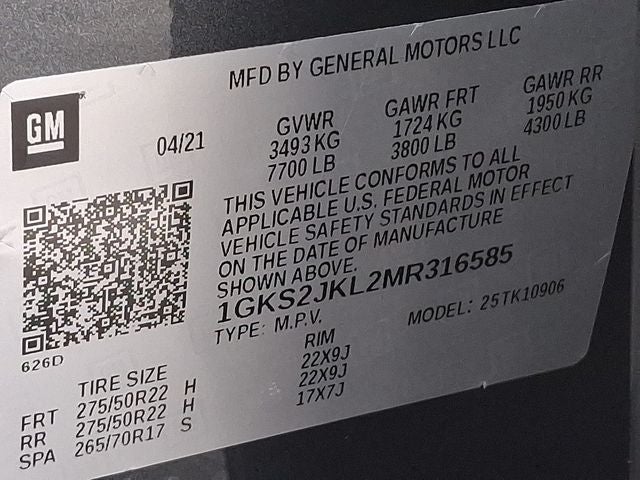 MFD BY GENERAL MOTORS LLC
GM
04/21
GVWR
3493 KG
7700 LB
GAWR FRT
1724 KG
3800 LB
GAWR RR
1950 KG
4300 LB
THIS VEHICLE CONFORMS TO ALL
APPLICABLE U.S. FEDERAL MOTOR
VEHICLE SAFETY STANDARDS IN EFFECT
ON THE DATE OF MANUFACTURE
SHOWN ABOVE.
1GKS2JKL2MR316585
TYPE: M.P.V. MODEL: 25TK10906
626D
TIRE SIZE RIM
FRT 275/50R22 H 22X9J
RR 275/50R22 H 22X9J
SPA 265/70R17 S 17X7J